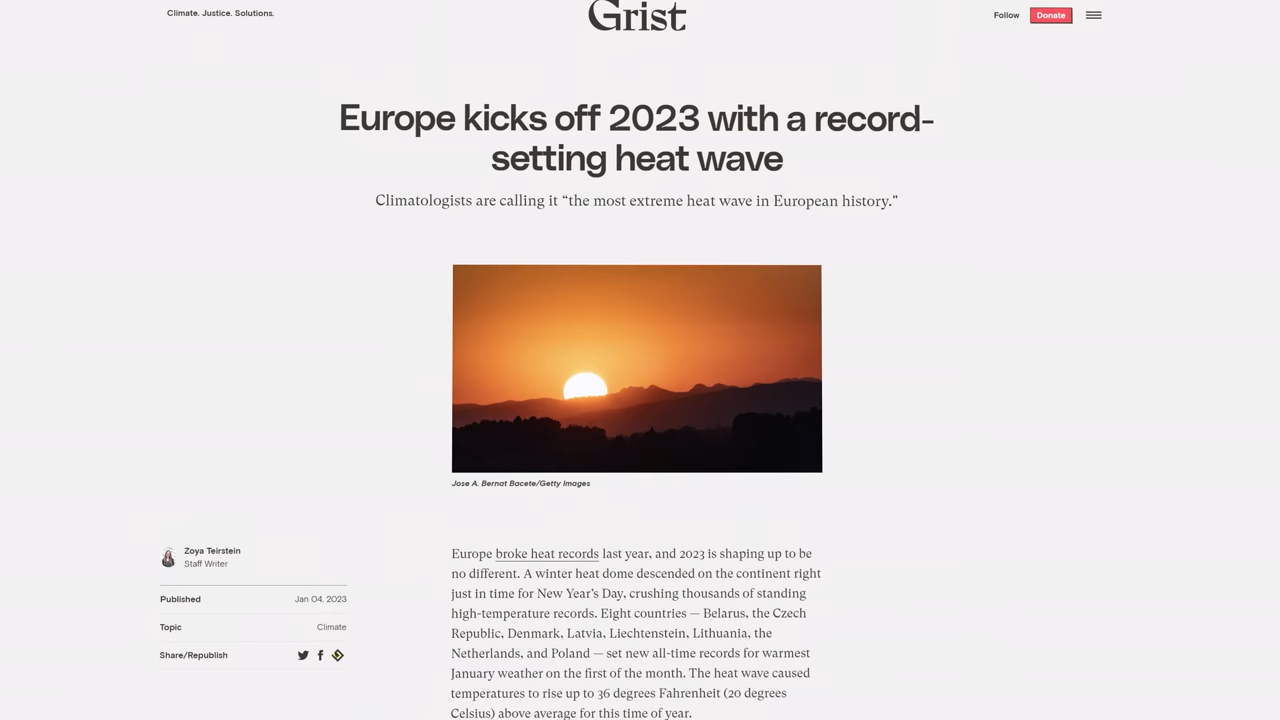 Climate. Justice. Solutions.
Grist
Follow
Donate
Europe kicks off 2023 with a record-
setting heat wave
Climatologists are calling it “the most extreme heat wave in European history."
Jose A. Bernat Bacete/Getty Images
Zoya Teirstein
Staff Writer
Published Jan 04, 2023
Topic Climate
Share/Republish
Europe broke heat records last year, and 2023 is shaping up to be
no different. A winter heat dome descended on the continent right
just in time for New Year’s Day, crushing thousands of standing
high-temperature records. Eight countries — Belarus, the Czech
Republic, Denmark, Latvia, Liechtenstein, Lithuania, the
Netherlands, and Poland — set new all-time records for warmest
January weather on the first of the month. The heat wave caused
temperatures to rise up to 36 degrees Fahrenheit (20 degrees
Celsius) above average for this time of year.